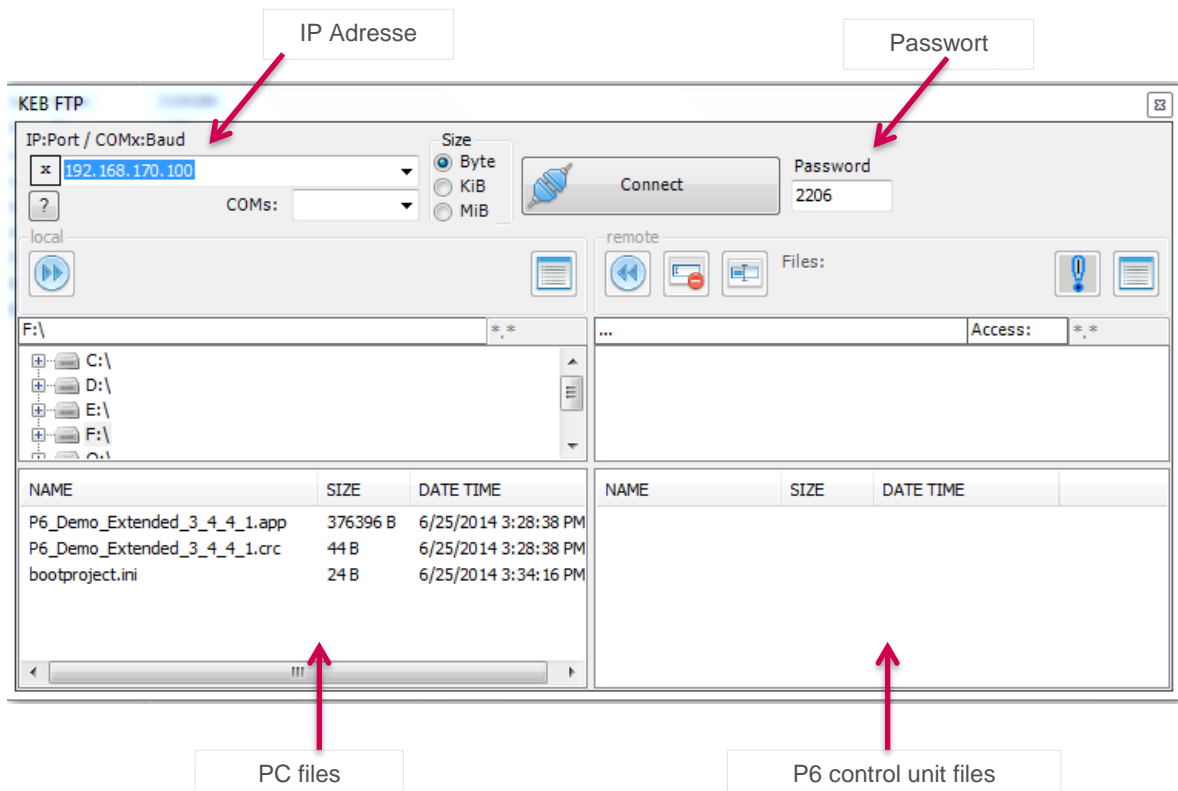 IP Adresse
Passwort
KEB FTP
IP:Port / COMx:Baud
Size
x
192.168.170.100
Byte
KiB
MiB
Connect
Password
2206
?
COMs:
local
remote
Files:
F:\
*.*
...
Access:
*.*
C:\
D:\
E:\
F:\
NAME SIZE DATE TIME
NAME SIZE DATE TIME
P6_Demo_Extended_3_4_4_1.app 376396 B 6/25/2014 3:28:38 PM
P6_Demo_Extended_3_4_4_1.crc 44 B 6/25/2014 3:28:38 PM
bootproject.ini 24 B 6/25/2014 3:34:16 PM
PC files
P6 control unit files